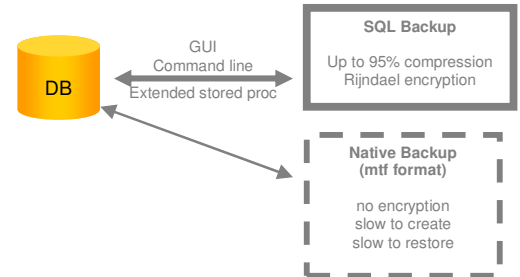 DB
GUI
Command line
Extended stored proc
SQL Backup
Up to 95% compression
Rijndael encryption
Native Backup
(mtf format)
no encryption
slow to create
slow to restore